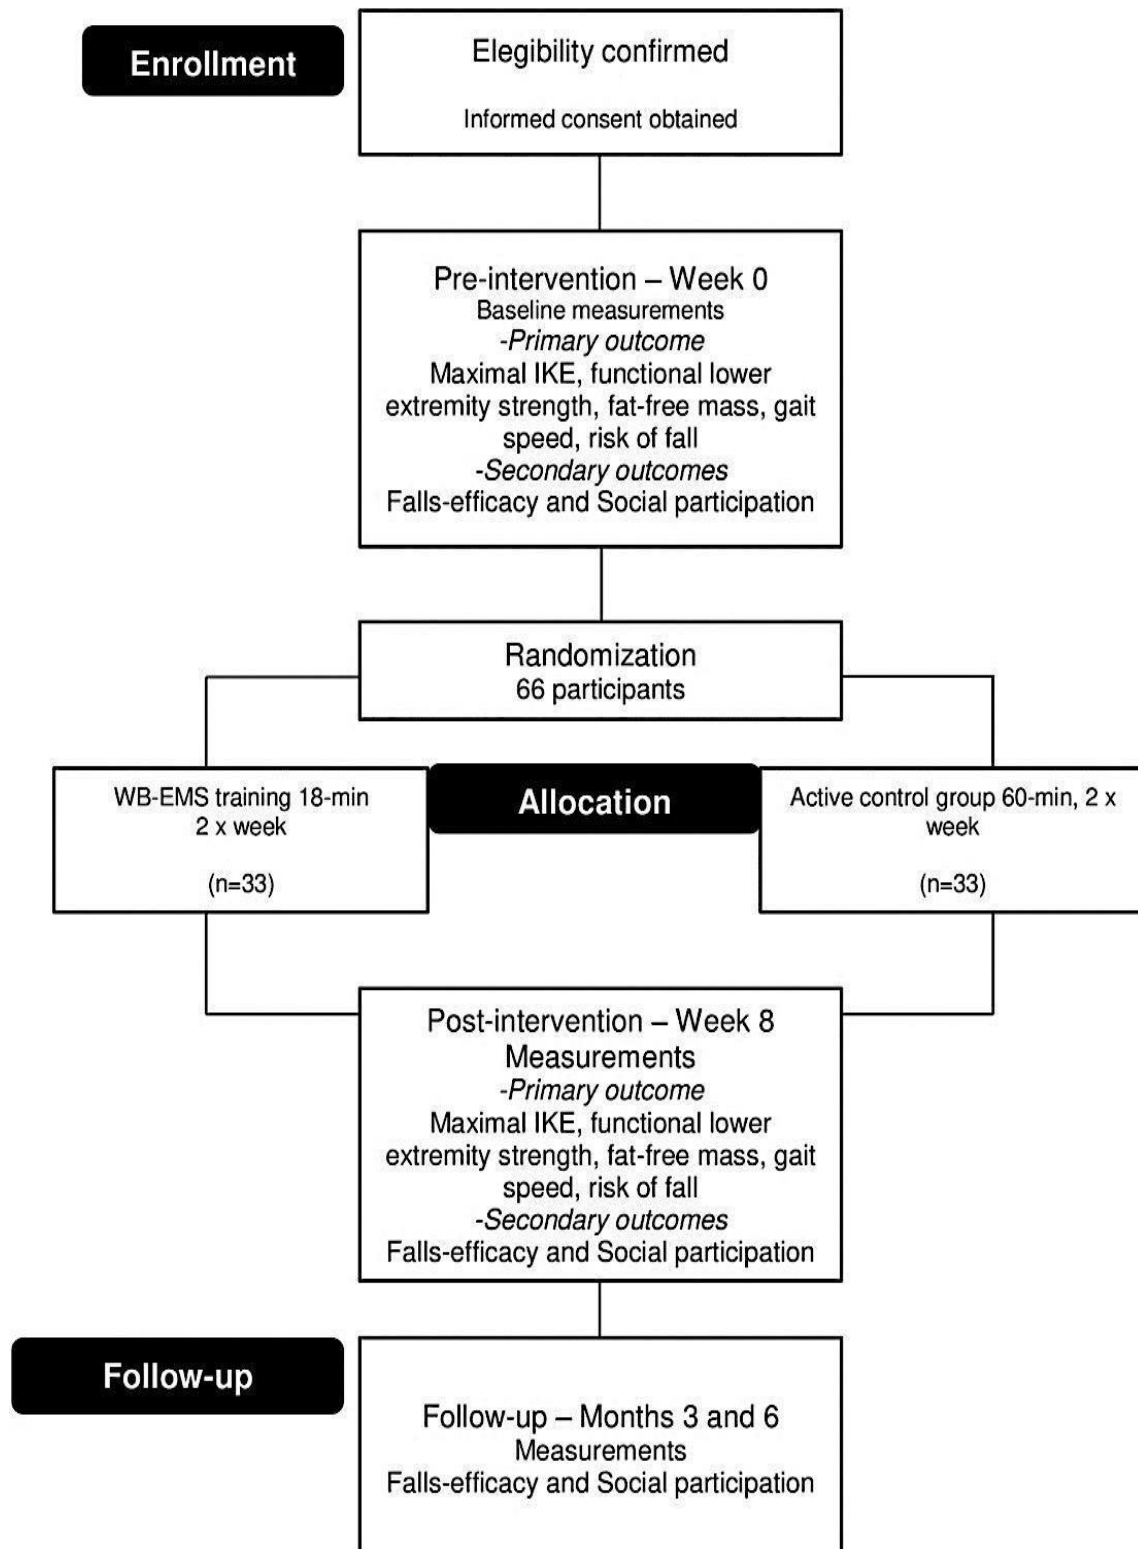 Enrollment
Elegibility confirmed
Informed consent obtained
Pre-intervention – Week 0
Baseline measurements
-Primary outcome
Maximal IKE, functional lower
extremity strength, fat-free mass, gait
speed, risk of fall
-Secondary outcomes
Falls-efficacy and Social participation
Randomization
66 participants
WB-EMS training 18-min
2 x week
(n=33)
Allocation
Active control group 60-min, 2 x
week
(n=33)
Post-intervention – Week 8
Measurements
-Primary outcome
Maximal IKE, functional lower
extremity strength, fat-free mass, gait
speed, risk of fall
-Secondary outcomes
Falls-efficacy and Social participation
Follow-up
Follow-up – Months 3 and 6
Measurements
Falls-efficacy and Social participation